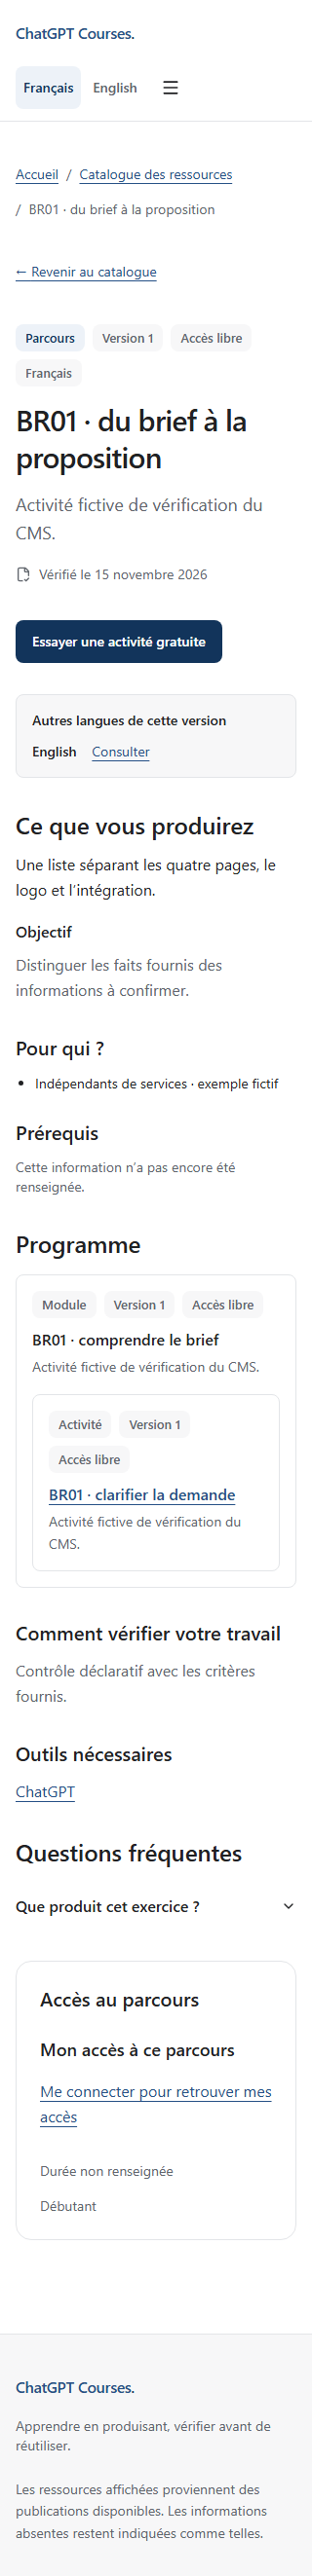 ChatGPT Courses.
Français English
Accueil / Catalogue des ressources
/ BR01 · du brief à la proposition
← Revenir au catalogue
Parcours Version 1 Accès libre
Français
BR01 · du brief à la
proposition
Activité fictive de vérification du
CMS.
Vérifié le 15 novembre 2026
Essayer une activité gratuite
Autres langues de cette version
English Consulter
Ce que vous produirez
Une liste séparant les quatre pages, le
logo et l’intégration.
Objectif
Distinguer les faits fournis des
informations à confirmer.
Pour qui ?
• Indépendants de services · exemple fictif
Prérequis
Cette information n’a pas encore été
renseignée.
Programme
Module Version 1 Accès libre
BR01 · comprendre le brief
Activité fictive de vérification du CMS.
Activité Version 1
Accès libre
BR01 · clarifier la demande
Activité fictive de vérification du
CMS.
Comment vérifier votre travail
Contrôle déclaratif avec les critères
fournis.
Outils nécessaires
ChatGPT
Questions fréquentes
Que produit cet exercice ?
Accès au parcours
Mon accès à ce parcours
Me connecter pour retrouver mes
accès
Durée non renseignée
Débutant
ChatGPT Courses.
Apprendre en produisant, vérifier avant de
réutiliser.
Les ressources affichées proviennent des
publications disponibles. Les informations
absentes restent indiquées comme telles.